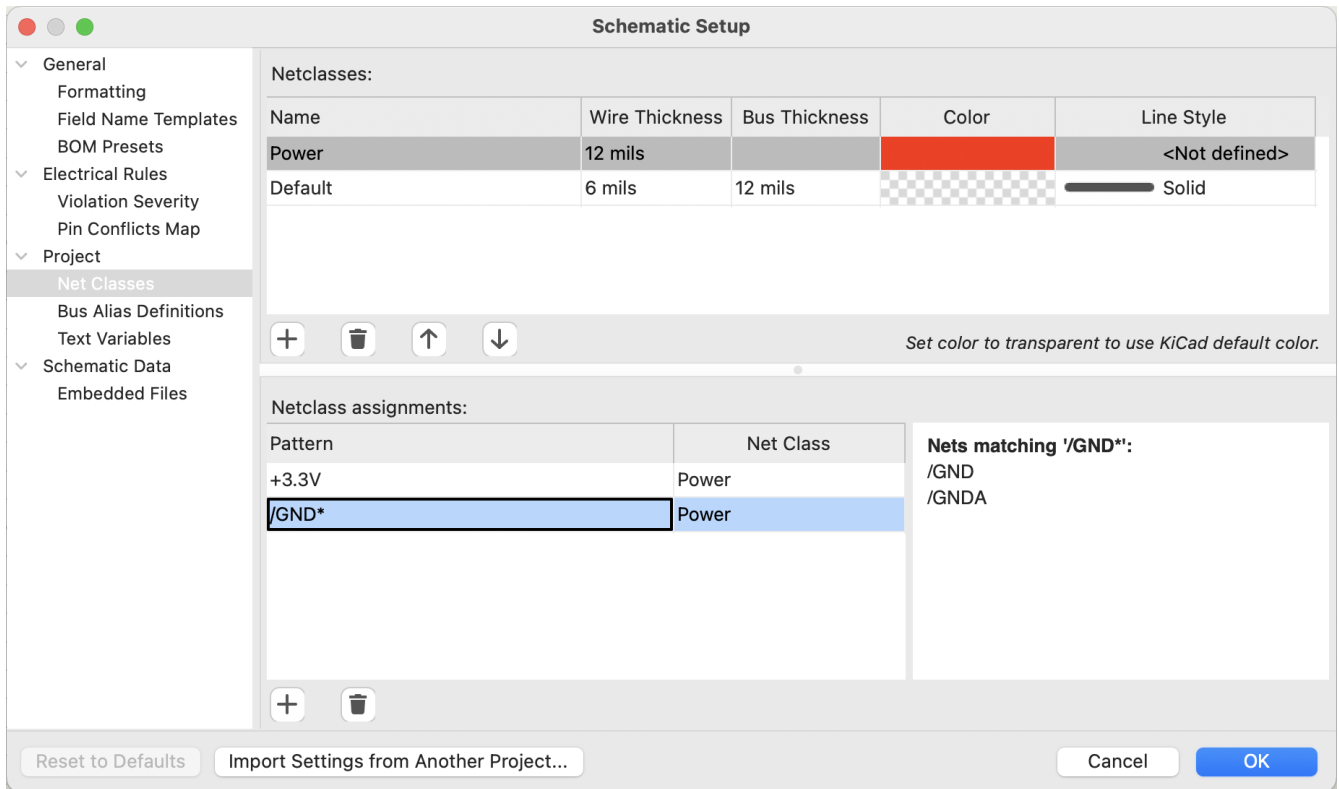 Schematic Setup
General
Formatting
Field Name Templates
BOM Presets
Electrical Rules
Violation Severity
Pin Conflicts Map
Project
Net Classes
Bus Alias Definitions
Text Variables
Schematic Data
Embedded Files
Netclasses:
Name Wire Thickness Bus Thickness Color Line Style
Power 12 mils <Not defined>
Default 6 mils 12 mils Solid
Set color to transparent to use KiCad default color.
Netclass assignments:
Pattern Net Class
+3.3V Power
/GND* Power
Nets matching '/GND*':
/GND
/GNDA
Reset to Defaults Import Settings from Another Project... Cancel OK